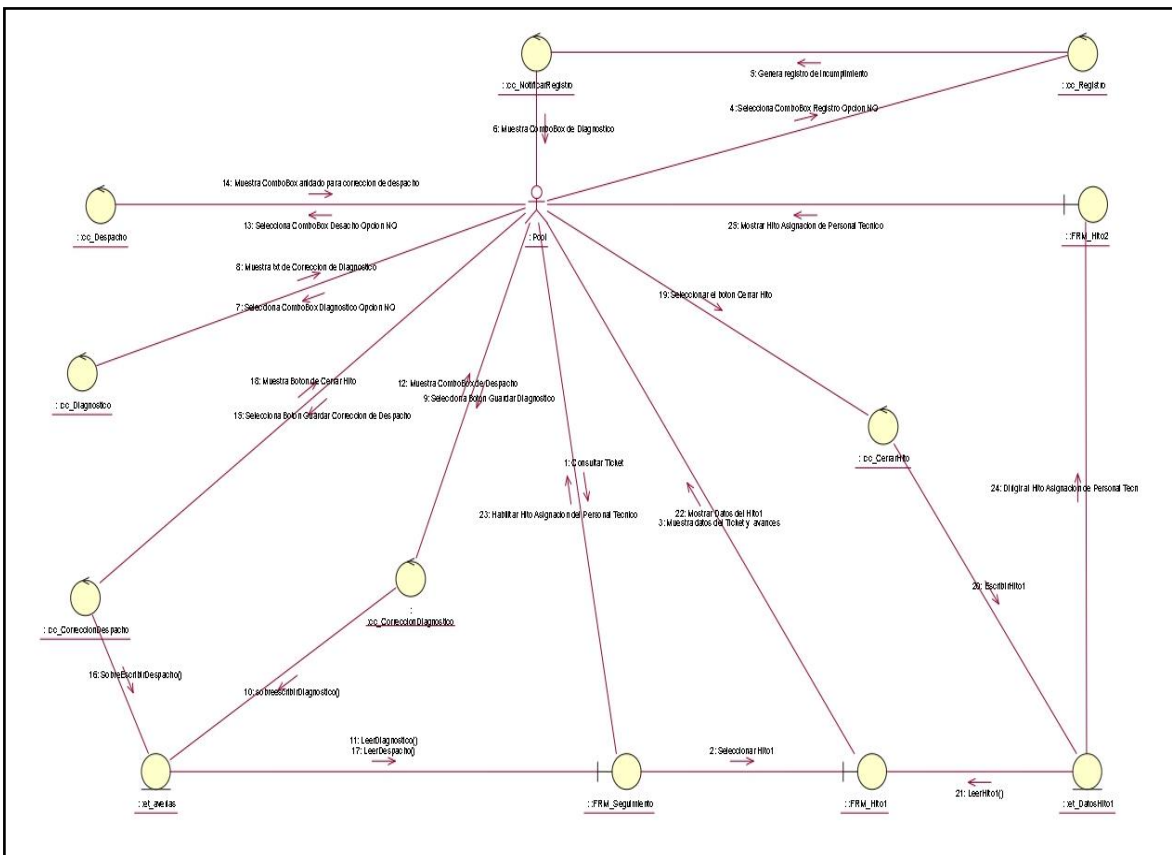 5: Genera registro de Incumplimiento
: :cc_NotificarRegistro
: :cc_Registro
4: Selecciona ComboBox Registro Opcion NO
6: Muestra ComboBox de Diagnostico
14: Muestra ComboBox anidado para correccion de despacho
13: Selecciona ComboBox Desacho Opcion NO
25: Mostrar Hito Asignacion de Personal Tecnico
: :cc_Despacho
: Pool
: :FRM_Hito2
8: Muestra txt de Correccion de Diagnostico
7: Selecciona ComboBox Diagnostico Opcion NO
19: Seleccionar el boton Cerrar Hito
: :cc_Diagnostico
18: Muestra Boton de Cerrar Hito
15: Selecciona Boton Guardar Correccion de Despacho
12: Muestra ComboBox de Despacho
9: Selecciona Boton Guardar Diagnostico
: :cc_CerrarHito
1: Consultar Ticket
23: Habilitar Hito Asignacion del Personal Tecnico
22: Mostrar Datos del Hito1
3: Muestra datos del Ticket y avances
24: Dirigir al Hito Asignacion de Personal Tecn
20: EscribirHito1
: :cc_CorreccionDespacho
:
:cc_CorreccionDiagnostico
16: SobreEscribirDespacho()
10: sobreescribirDiagnostico()
11: LeerDiagnostico()
17: LeerDespacho()
2: Seleccionar Hito1
21: LeerHito1()
: :et_averias
: :FRM_Seguimiento
: :FRM_Hito1
: :et_DatosHito1